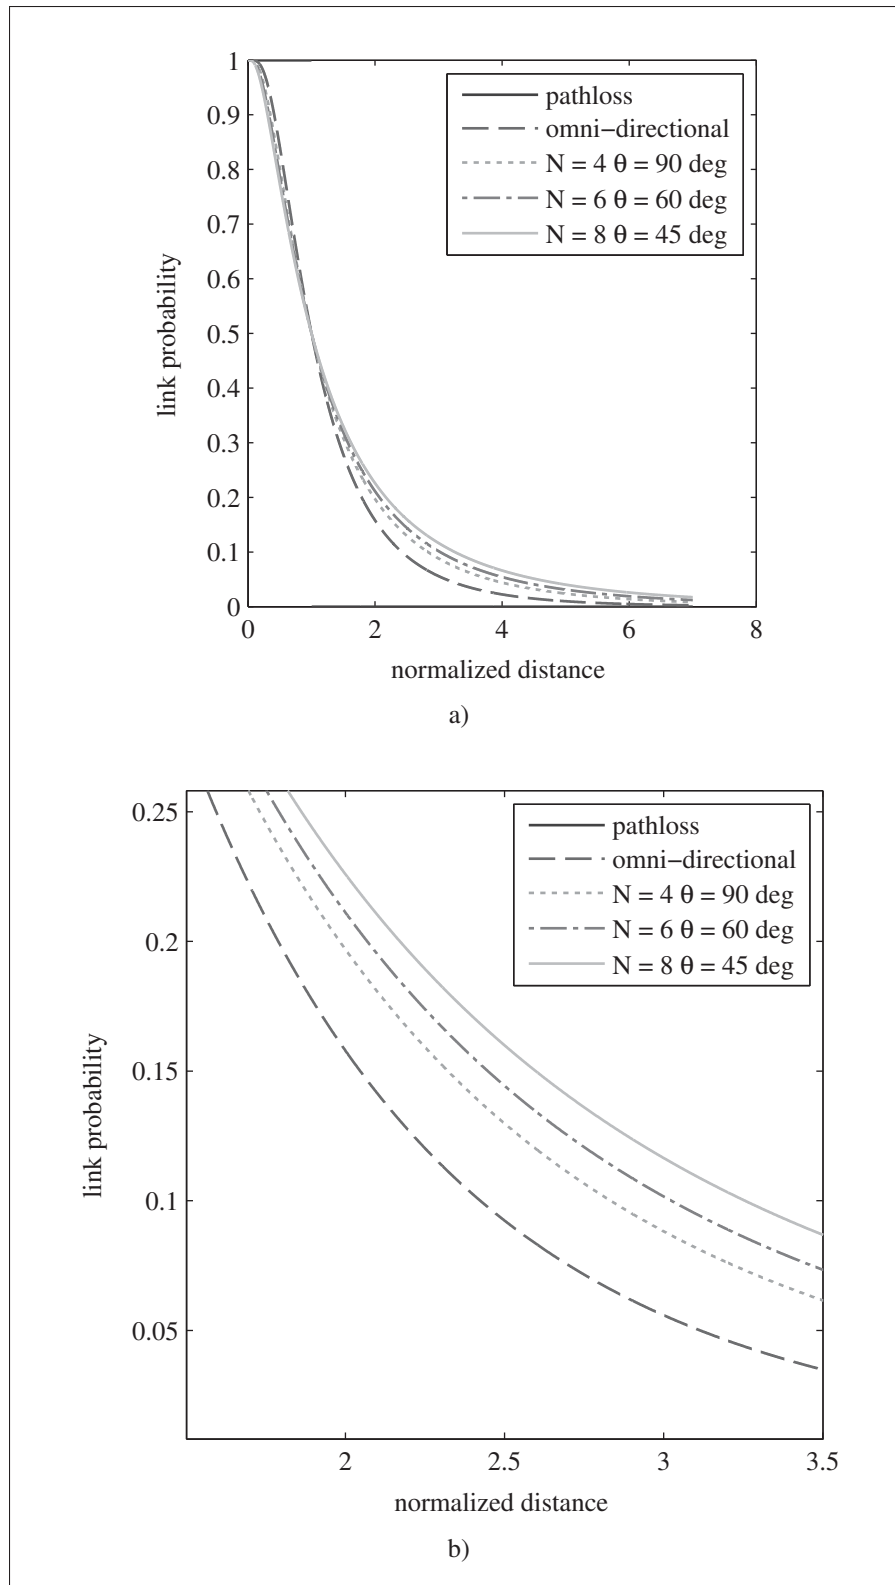 1
0.9
0.8
0.7
0.6
0.5
0.4
0.3
0.2
0.1
0
link probability
pathloss
omni−directional
N = 4 θ = 90 deg
N = 6 θ = 60 deg
N = 8 θ = 45 deg
0 2 4 6 8
normalized distance
a)
0.25
0.2
0.15
0.1
0.05
link probability
pathloss
omni−directional
N = 4 θ = 90 deg
N = 6 θ = 60 deg
N = 8 θ = 45 deg
2 2.5 3 3.5
normalized distance
b)